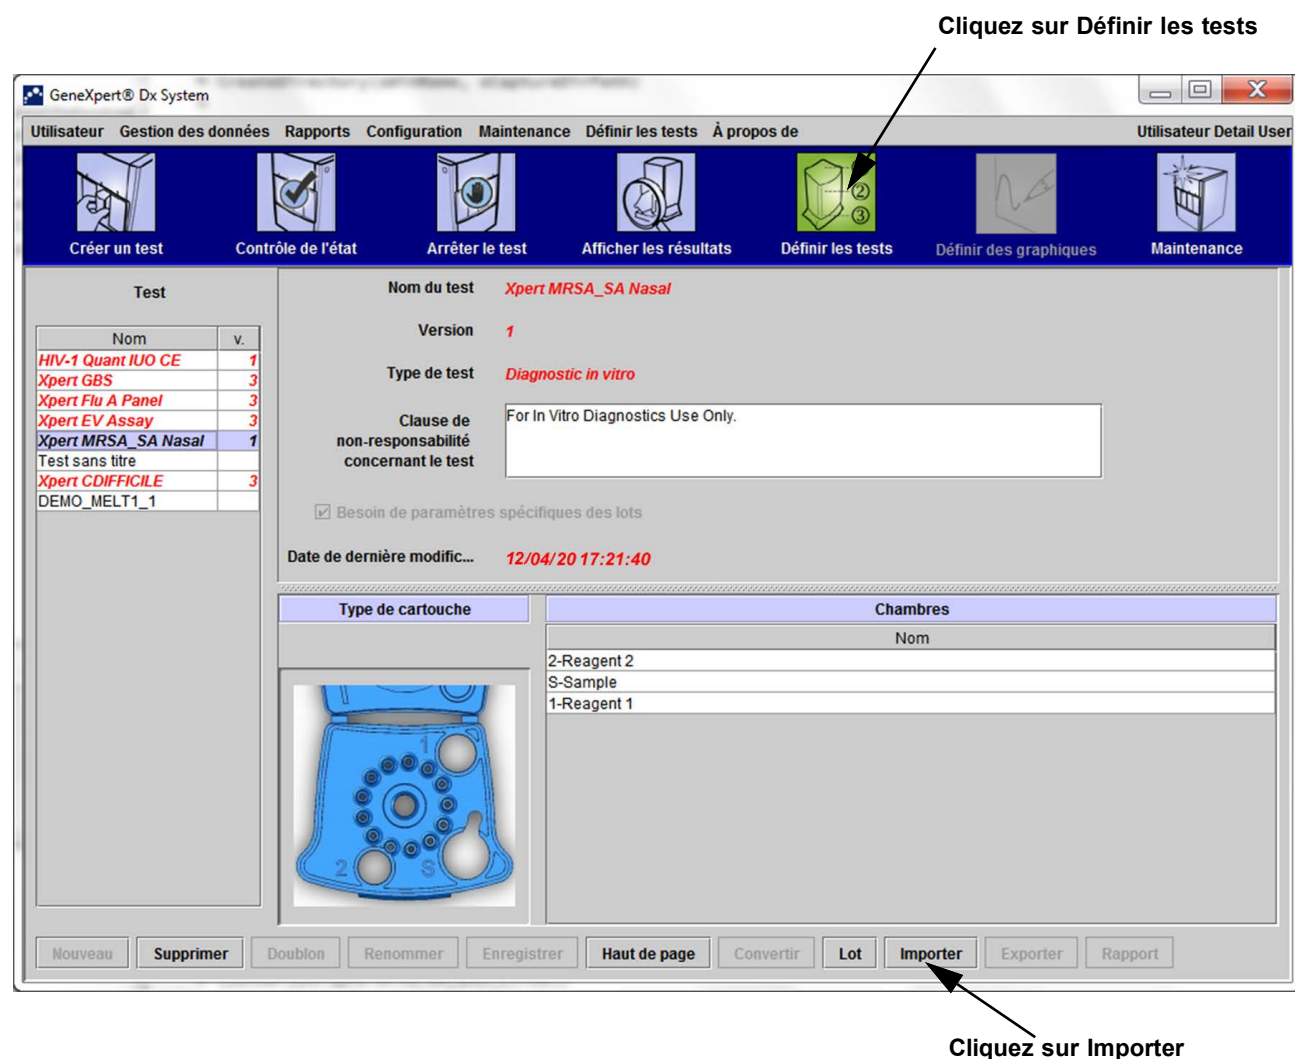 Cliquez sur Définir les tests
GeneXpert® Dx System
Utilisateur Gestion des données Rapports Configuration Maintenance Définir les tests À propos de Utilisateur Detail User
Créer un test Contrôle de l'état Arrêter le test Afficher les résultats Définir les tests Définir des graphiques Maintenance
Test
Nom v.
HIV-1 Quant IUO CE 1
Xpert GBS 3
Xpert Flu A Panel 3
Xpert EV Assay 3
Xpert MRSA_SA Nasal 1
Test sans titre
Xpert CDIFFICILE 3
DEMO_MELT1_1
Nom du test Xpert MRSA_SA Nasal
Version 1
Type de test Diagnostic in vitro
Clause de
non-responsabilité
concernant le test
For In Vitro Diagnostics Use Only.
Besoin de paramètres spécifiques des lots
Date de dernière modific... 12/04/20 17:21:40
Type de cartouche
1
2
S
Chambres
Nom
2-Reagent 2
S-Sample
1-Reagent 1
Nouveau Supprimer Doublon Renommer Enregistrer Haut de page Convertir Lot Importer Exporter Rapport
Cliquez sur Importer